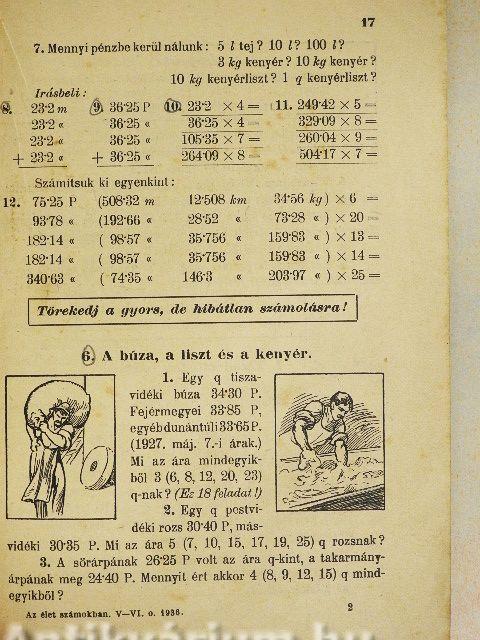 17
7. Mennyi pénzbe kerül nálunk: 5 l tej? 10 l? 100 l?
3 kg kenyér? 10 kg kenyér?
10 kg kenyérliszt? 1 q kenyérliszt?
Irásbeli:
8. 23·2 m 9. 36·25 P 10. 23·2 × 4 = 11. 249·42 × 5 =
23·2 « 36·25 « 36·25 × 4 = 329·09 × 8 =
23·2 « 36·25 « 105·35 × 7 = 260·04 × 9 =
+ 23·2 « + 36·25 « 264·09 × 8 = 504·17 × 7 =
Számítsuk ki egyenkint:
12. 75·25 P (508·32 m 12·508 km 34·56 kg) × 6 =
93·78 « (192·66 « 28·52 « 73·28 «) × 20 =
182·14 « ( 98·57 « 35·756 « 159·83 «) × 13 =
182·14 « ( 98·57 « 35·756 « 159·83 «) × 14 =
340·63 « ( 74·35 « 146·3 « 203·97 «) × 25 =
Törekedj a gyors, de hibátlan számolásra!
6. A búza, a liszt és a kenyér.
1. Egy q tisza-
vidéki búza 34·30 P.
Fejérmegyei 33·85 P,
egyéb dunántúli 33·65 P.
(1927. máj. 7.-i árak.)
Mi az ára mindegyik-
ből 3 (6, 8, 12, 20, 23)
q-nak? (Ez 18 feladat!)
2. Egy q pestvi-
déki rozs 30·40 P, más-
vidéki 30·35 P. Mi az ára 5 (7, 10, 15, 17, 19, 25) q rozsnak?
3. A sörárpának 26·25 P volt az ára q-kint, a takarmány-
árpának meg 24·40 P. Mennyit ért akkor 4 (8, 9, 12, 15) q mind-
egyikből?
Az élet számokban. V—VI. o. 1936. 2